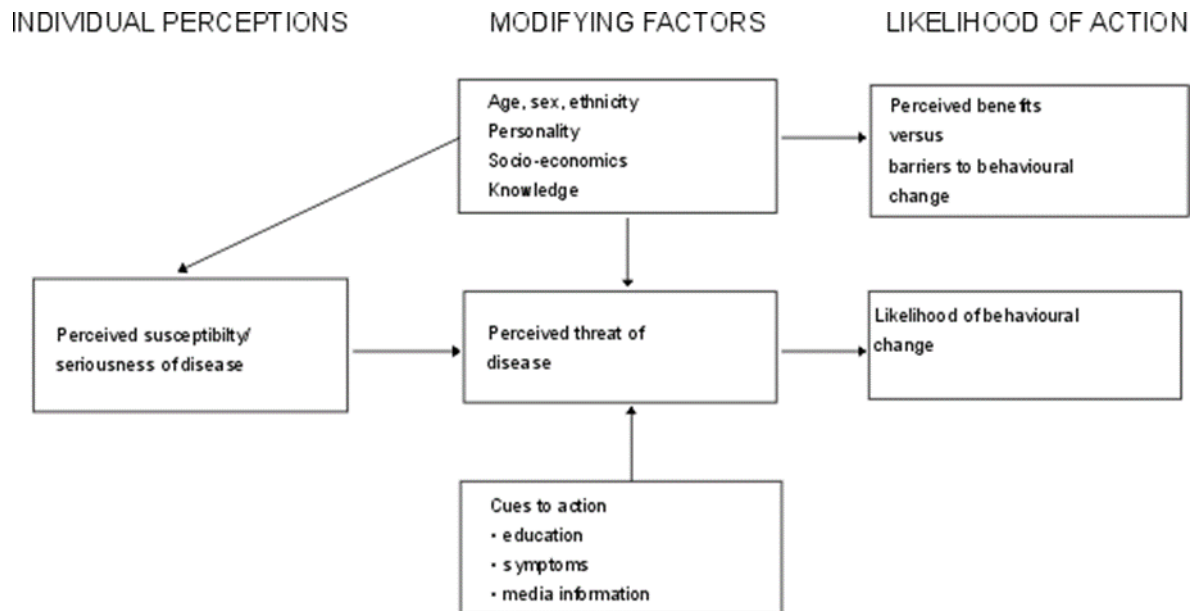 INDIVIDUAL PERCEPTIONS
MODIFYING FACTORS
LIKELIHOOD OF ACTION
Age, sex, ethnicity
Personality
Socio-economics
Knowledge
Perceived benefits
versus
barriers to behavioural
change
Perceived susceptibilty/
seriousness of disease
Perceived threat of
disease
Likelihood of behavioural
change
Cues to action
• education
• symptoms
• media information